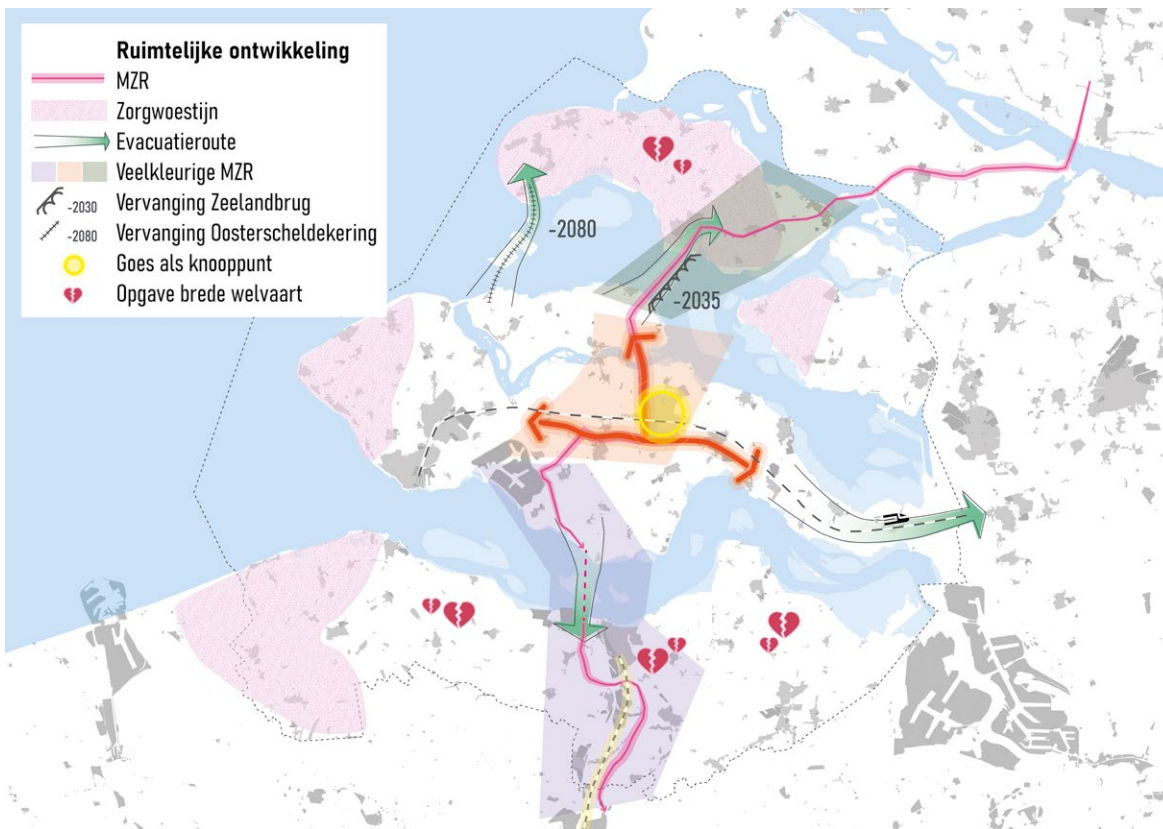 Ruimtelijke ontwikkeling
MZR
Zorgwoestijn
Evacuatieroute
Veelkleurige MZR
-2030 Vervanging Zeelandbrug
-2080 Vervanging Oosterscheldekering
Goes als knooppunt
Opgave brede welvaart
-2080
-2035